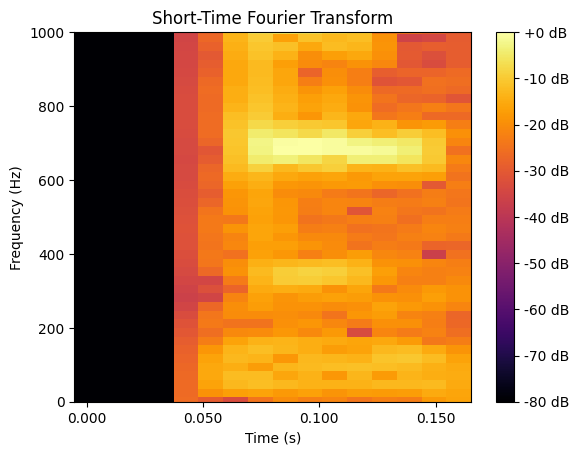 Short-Time Fourier Transform
1000
800
600
400
200
0
Frequency (Hz)
0.000
0.050
0.100
0.150
Time (s)
+0 dB
-10 dB
-20 dB
-30 dB
-40 dB
-50 dB
-60 dB
-70 dB
-80 dB